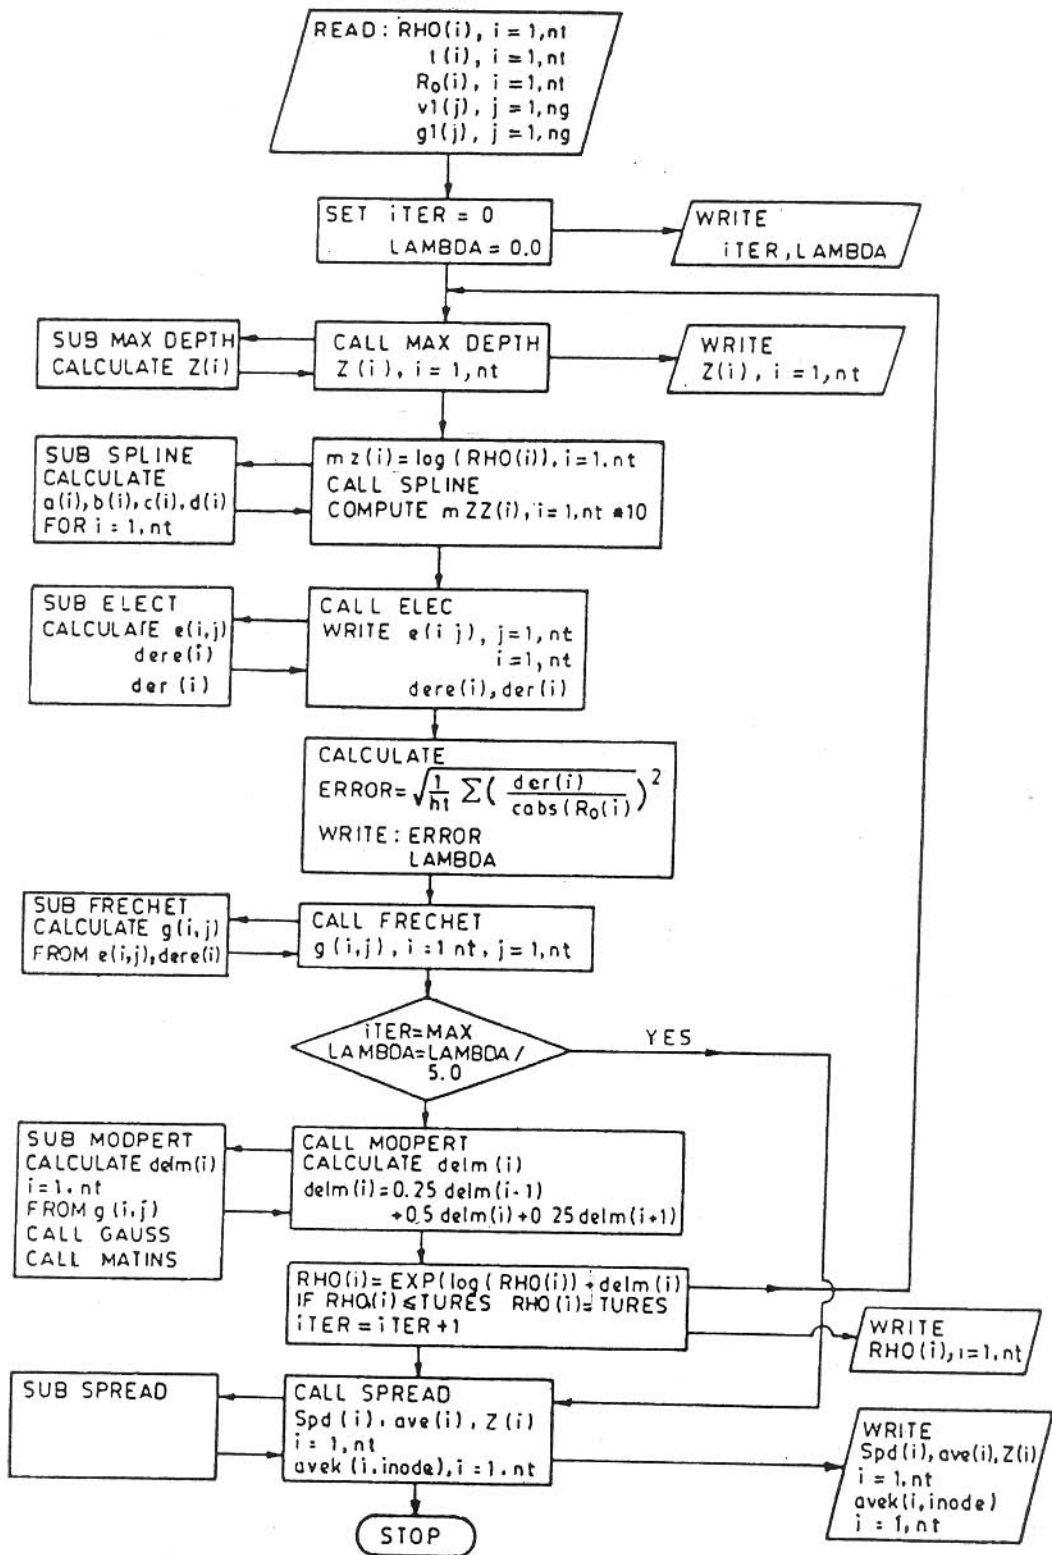 READ: RHO(i), i = 1,nt
t(i), i = 1,nt
R₀(i), i = 1,nt
v1(j), j = 1,ng
g1(j), j = 1,ng
SET iTER = 0
LAMBDA = 0.0
WRITE
iTER, LAMBDA
SUB MAX DEPTH
CALCULATE Z(i)
CALL MAX DEPTH
Z(i), i = 1,nt
WRITE
Z(i), i = 1,nt
SUB SPLINE
CALCULATE
a(i), b(i), c(i), d(i)
FOR i = 1,nt
mz(i) = log (RHO(i)), i = 1,nt
CALL SPLINE
COMPUTE mZZ(i), i = 1,nt *10
SUB ELECT
CALCULATE e(i,j)
dere(i)
der (i)
CALL ELEC
WRITE e(i j), j = 1,nt
i = 1,nt
dere(i), der(i)
CALCULATE
ERROR = √ 1/ht Σ( der(i) / cabs(R₀(i) )²
WRITE: ERROR
LAMBDA
SUB FRECHET
CALCULATE g(i,j)
FROM e(i,j), dere(i)
CALL FRECHET
g(i,j), i = 1 nt, j = 1,nt
iTER=MAX
LAMBDA=LAMBDA /
5.0
YES
SUB MODPERT
CALCULATE delm(i)
i = 1. nt
FROM g(i,j)
CALL GAUSS
CALL MATINS
CALL MODPERT
CALCULATE delm (i)
delm(i) = 0.25 delm(i-1)
+0.5 delm(i)+0 25 delm(i+1)
RHO(i) = EXP(log(RHO(i)) + delm(i)
IF RHO(i) ≤ TURES RHO(i) = TURES
iTER = iTER+1
WRITE
RHO(i), i=1,nt
SUB SPREAD
CALL SPREAD
Spd (i), ave(i), Z(i)
i = 1,nt
avek (i.inode), i = 1. nt
WRITE
Spd(i), ave(i), Z(i)
i = 1.nt
avek(i,inode)
j = 1,nt
STOP